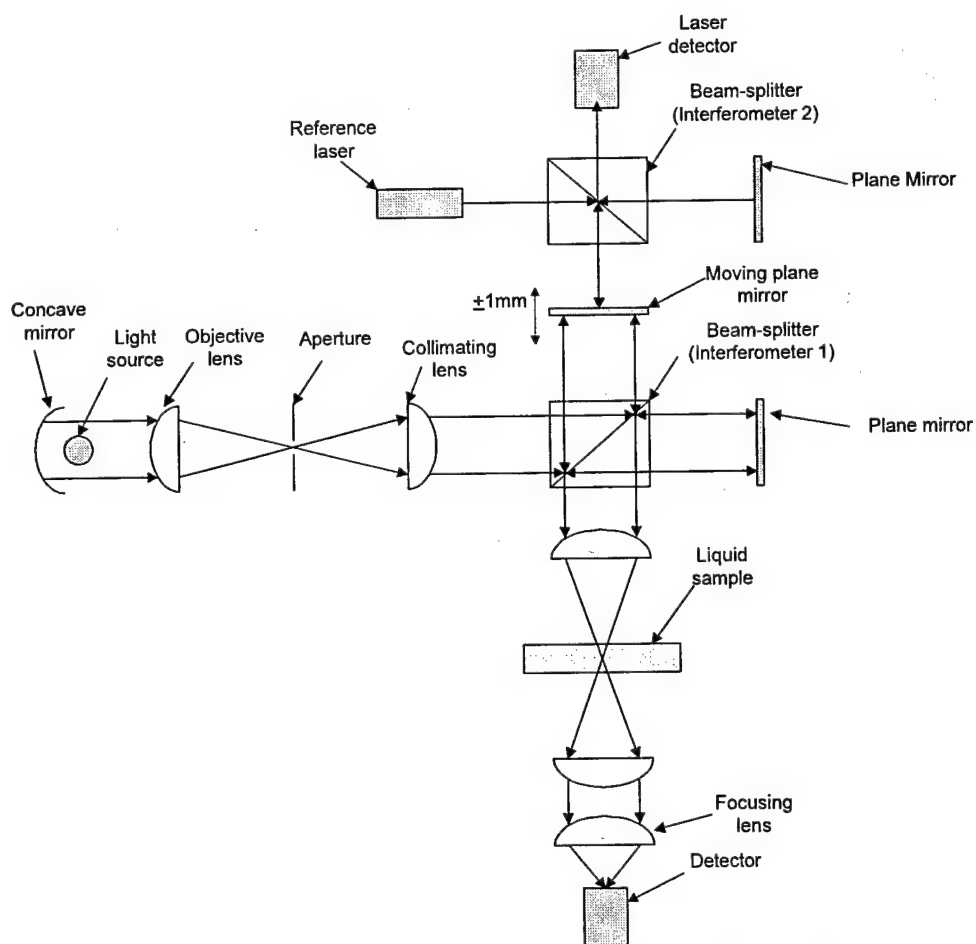 Laser
detector
Beam-splitter
(Interferometer 2)
Reference
laser
Plane Mirror
Moving plane
mirror
±1mm
Concave
mirror
Light
source
Objective
lens
Aperture
Collimating
lens
Beam-splitter
(Interferometer 1)
Plane mirror
Liquid
sample
Focusing
lens
Detector